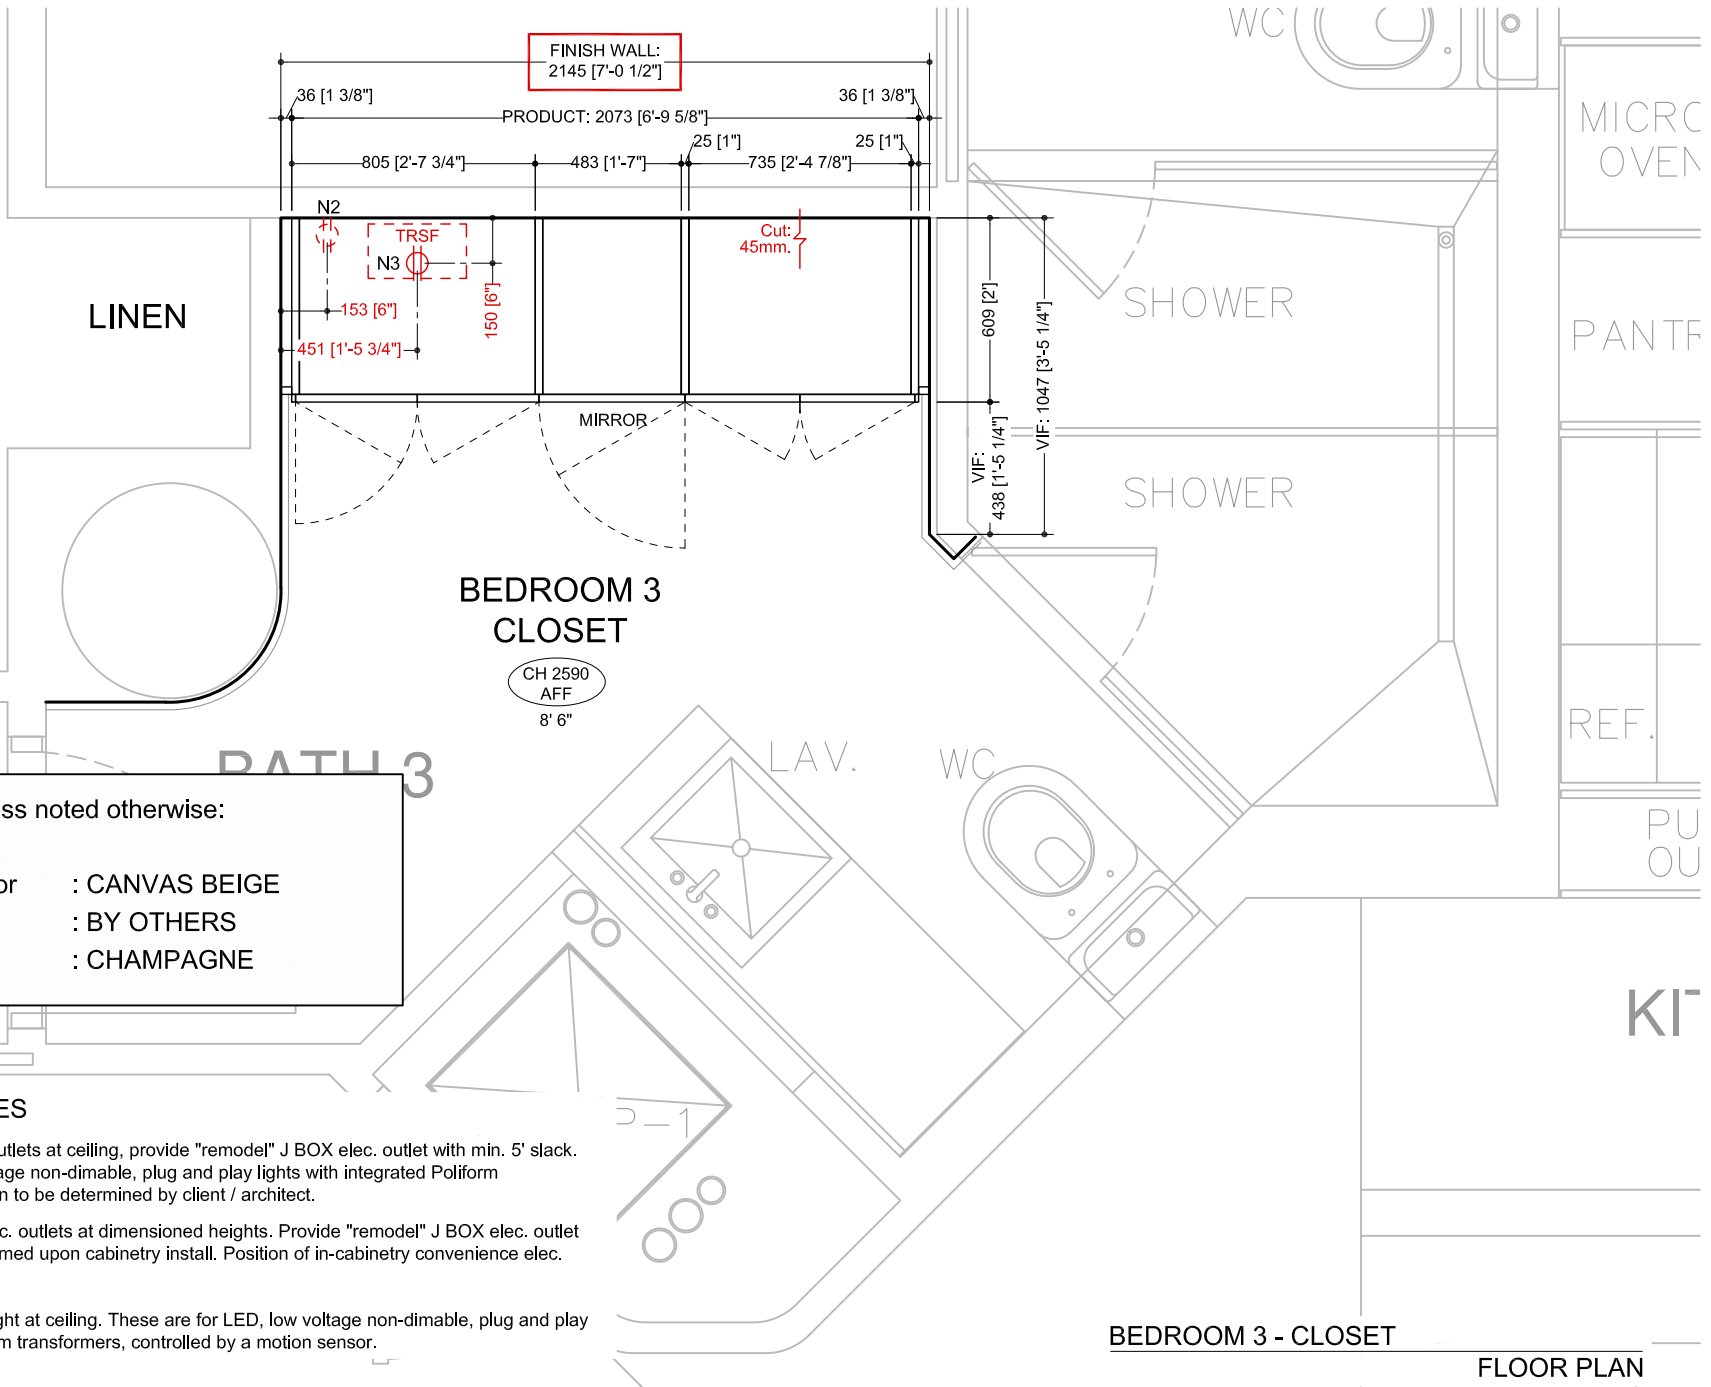 WC
FINISH WALL:
2145 [7'-0 1/2"]
36 [1 3/8"]
36 [1 3/8"]
PRODUCT: 2073 [6'-9 5/8"]
25 [1"]
25 [1"]
805 [2'-7 3/4"]
483 [1'-7"]
735 [2'-4 7/8"]
MICRO
OVEN
N2
TRSF
N3
Cut:
45mm.
153 [6"]
150 [6"]
451 [1'-5 3/4"]
609 [2']
VIF: 1047 [3'-5 1/4"]
VIF:
438 [1'-5 1/4"]
LINEN
SHOWER
PANTR
MIRROR
SHOWER
BEDROOM 3
CLOSET
CH 2590
AFF
8' 6"
REF.
BATH 3
LAV.
WC
PU
OU
ss noted otherwise:
or : CANVAS BEIGE
: BY OTHERS
: CHAMPAGNE
KIT
ES
P-1
utlets at ceiling, provide "remodel" J BOX elec. outlet with min. 5' slack.
age non-dimable, plug and play lights with integrated Poliform
n to be determined by client / architect.
c. outlets at dimensioned heights. Provide "remodel" J BOX elec. outlet
med upon cabinetry install. Position of in-cabinetry convenience elec.
ght at ceiling. These are for LED, low voltage non-dimable, plug and play
m transformers, controlled by a motion sensor.
BEDROOM 3 - CLOSET
FLOOR PLAN